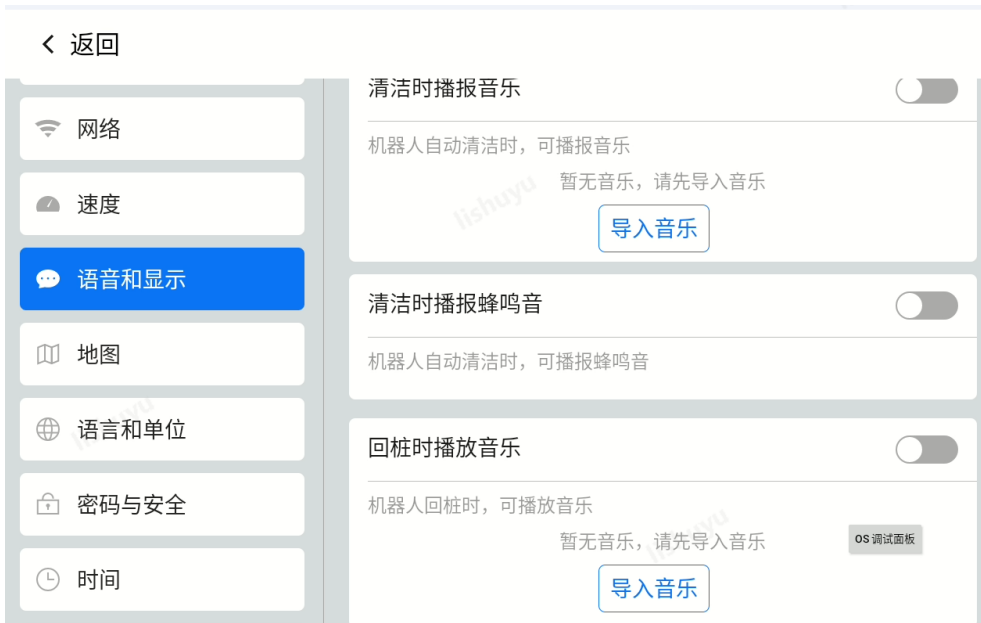 返回
网络
速度
语音和显示
地图
语言和单位
密码与安全
时间
清洁时播报音乐
机器人自动清洁时，可播报音乐
暂无音乐，请先导入音乐
导入音乐
清洁时播报蜂鸣音
机器人自动清洁时，可播报蜂鸣音
回桩时播放音乐
机器人回桩时，可播放音乐
暂无音乐，请先导入音乐
OS 调试面板
导入音乐
lishuyu
lishuyu
lishuyu